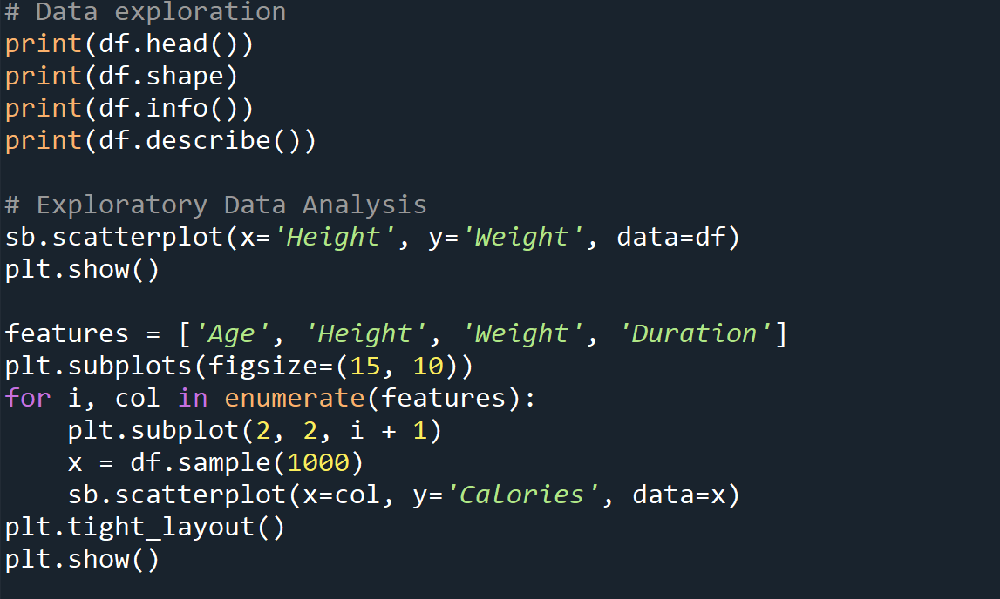 # Data exploration
print(df.head())
print(df.shape)
print(df.info())
print(df.describe())

# Exploratory Data Analysis
sb.scatterplot(x='Height', y='Weight', data=df)
plt.show()

features = ['Age', 'Height', 'Weight', 'Duration']
plt.subplots(figsize=(15, 10))
for i, col in enumerate(features):
    plt.subplot(2, 2, i + 1)
    x = df.sample(1000)
    sb.scatterplot(x=col, y='Calories', data=x)
plt.tight_layout()
plt.show()